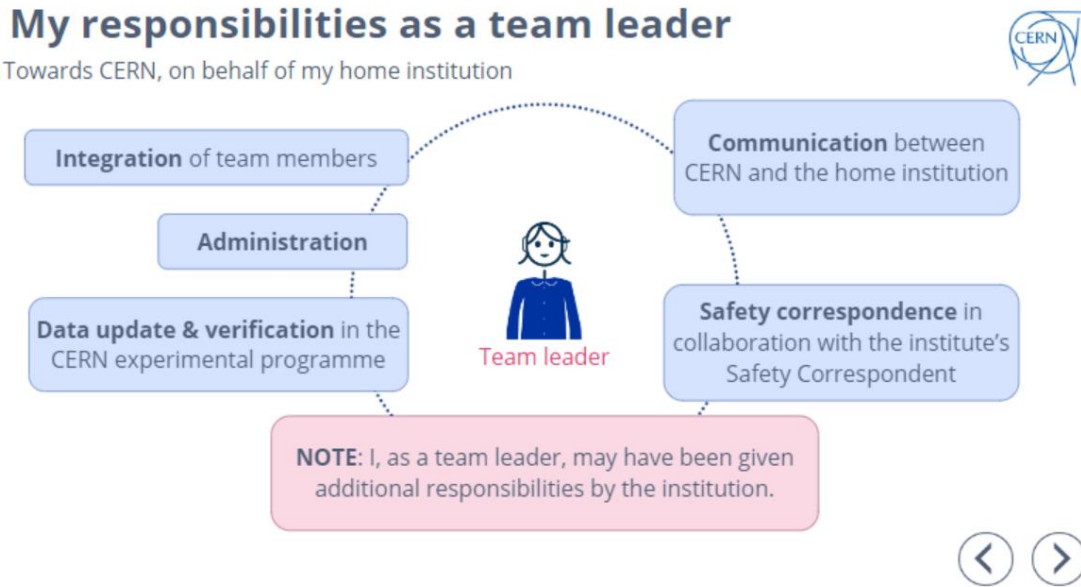 My responsibilities as a team leader
CERN
Towards CERN, on behalf of my home institution
Integration of team members
Administration
Data update & verification in the
CERN experimental programme
Communication between
CERN and the home institution
Safety correspondence in
collaboration with the institute's
Safety Correspondent
Team leader
NOTE: I, as a team leader, may have been given
additional responsibilities by the institution.